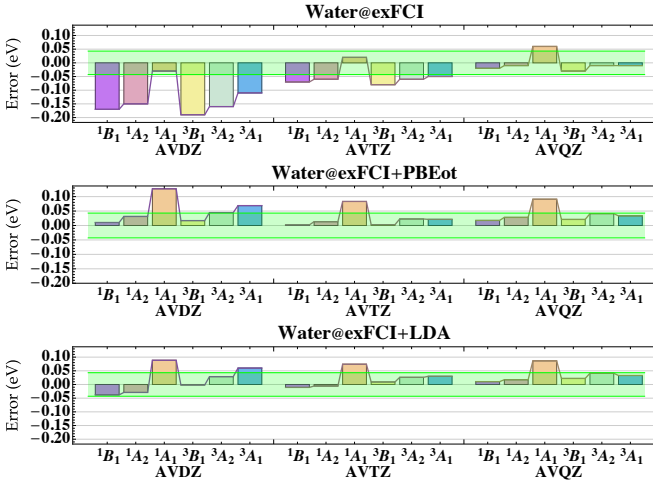 Water@exFCI
Error (eV)
0.10
0.05
0.00
−0.05
−0.10
−0.15
−0.20
¹B₁ ¹A₂ ¹A₁ ³B₁ ³A₂ ³A₁ ¹B₁ ¹A₂ ¹A₁ ³B₁ ³A₂ ³A₁ ¹B₁ ¹A₂ ¹A₁ ³B₁ ³A₂ ³A₁
AVDZ AVTZ AVQZ
Water@exFCI+PBEot
Error (eV)
0.10
0.05
0.00
−0.05
−0.10
−0.15
−0.20
¹B₁ ¹A₂ ¹A₁ ³B₁ ³A₂ ³A₁ ¹B₁ ¹A₂ ¹A₁ ³B₁ ³A₂ ³A₁ ¹B₁ ¹A₂ ¹A₁ ³B₁ ³A₂ ³A₁
AVDZ AVTZ AVQZ
Water@exFCI+LDA
Error (eV)
0.10
0.05
0.00
−0.05
−0.10
−0.15
−0.20
¹B₁ ¹A₂ ¹A₁ ³B₁ ³A₂ ³A₁ ¹B₁ ¹A₂ ¹A₁ ³B₁ ³A₂ ³A₁ ¹B₁ ¹A₂ ¹A₁ ³B₁ ³A₂ ³A₁
AVDZ AVTZ AVQZ